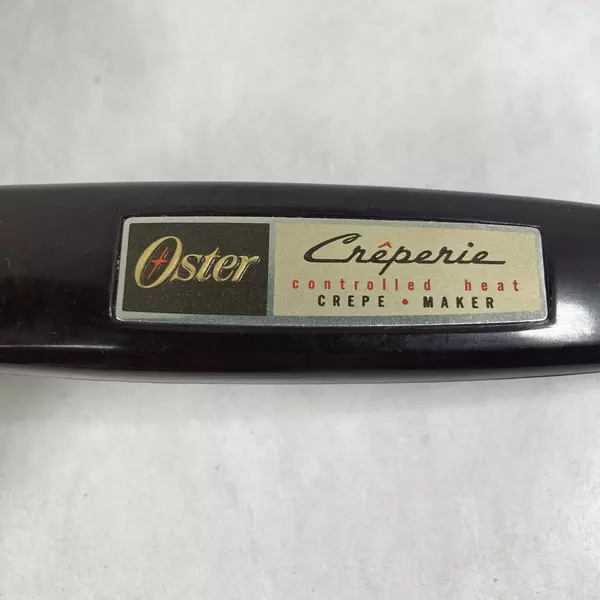 Oster
Crêperie
controlled heat
CREPE • MAKER